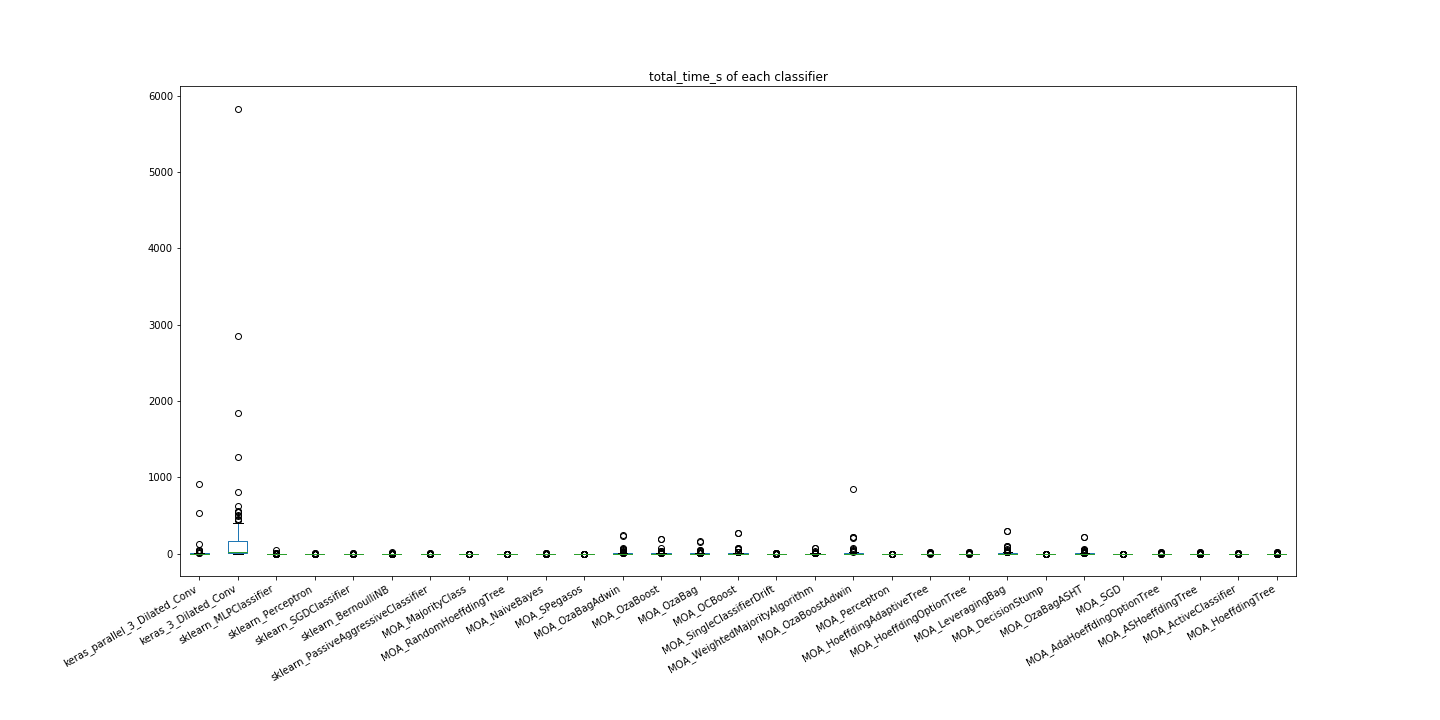 total_time_s of each classifier
6000
5000
4000
3000
2000
1000
0
keras_parallel_3_Dilated_Conv
keras_3_Dilated_Conv
sklearn_MLPClassifier
sklearn_Perceptron
sklearn_SGDClassifier
sklearn_BernoulliNB
sklearn_PassiveAggressiveClassifier
MOA_MajorityClass
MOA_RandomHoeffdingTree
MOA_NaiveBayes
MOA_SPegasos
MOA_OzaBagAdwin
MOA_OzaBoost
MOA_OzaBag
MOA_OCBoost
MOA_SingleClassifierDrift
MOA_WeightedMajorityAlgorithm
MOA_OzaBoostAdwin
MOA_Perceptron
MOA_HoeffdingAdaptiveTree
MOA_HoeffdingOptionTree
MOA_LeveragingBag
MOA_DecisionStump
MOA_OzaBagASHT
MOA_SGD
MOA_AdaHoeffdingOptionTree
MOA_ASHoeffdingTree
MOA_ActiveClassifier
MOA_HoeffdingTree